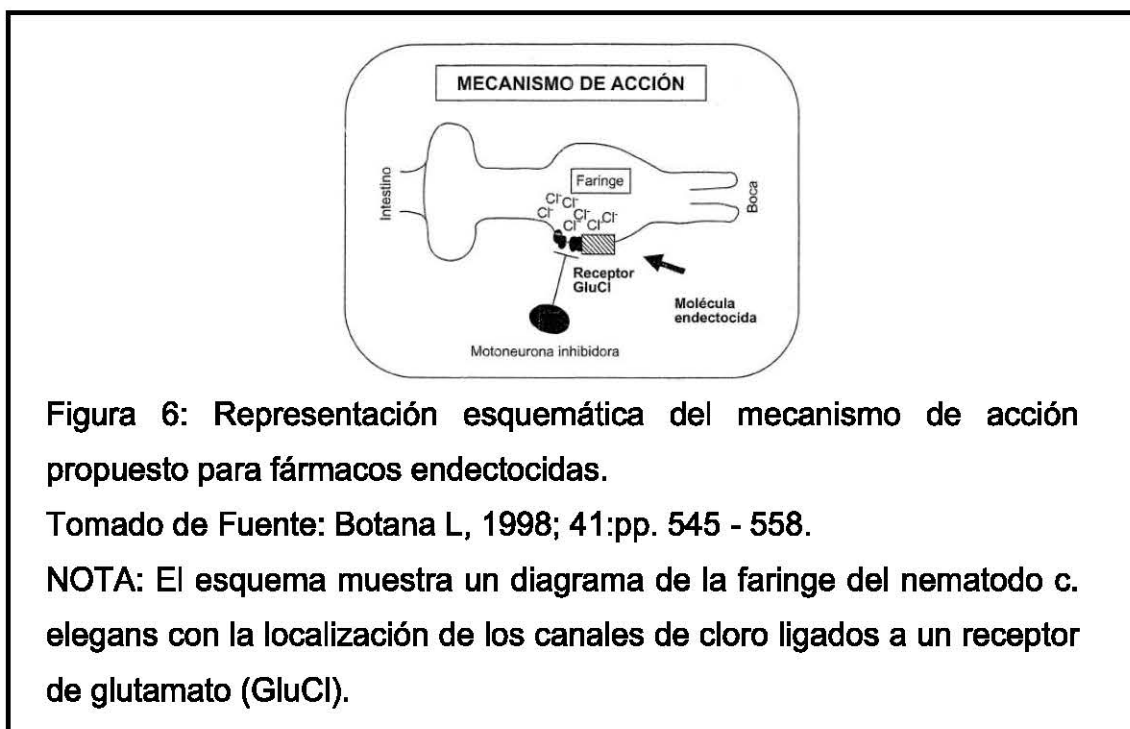 MECANISMO DE ACCIÓN
Intestino
Faringe
Boca
Cl⁻ Cl⁻
Cl⁻ Cl⁻
Cl⁻ Cl⁻ Cl⁻
Receptor
GluCl
Molécula
endectocida
Motoneurona inhibidora
Figura 6: Representación esquemática del mecanismo de acción
propuesto para fármacos endectocidas.
Tomado de Fuente: Botana L, 1998; 41:pp. 545 - 558.
NOTA: El esquema muestra un diagrama de la faringe del nematodo c.
elegans con la localización de los canales de cloro ligados a un receptor
de glutamato (GluCl).